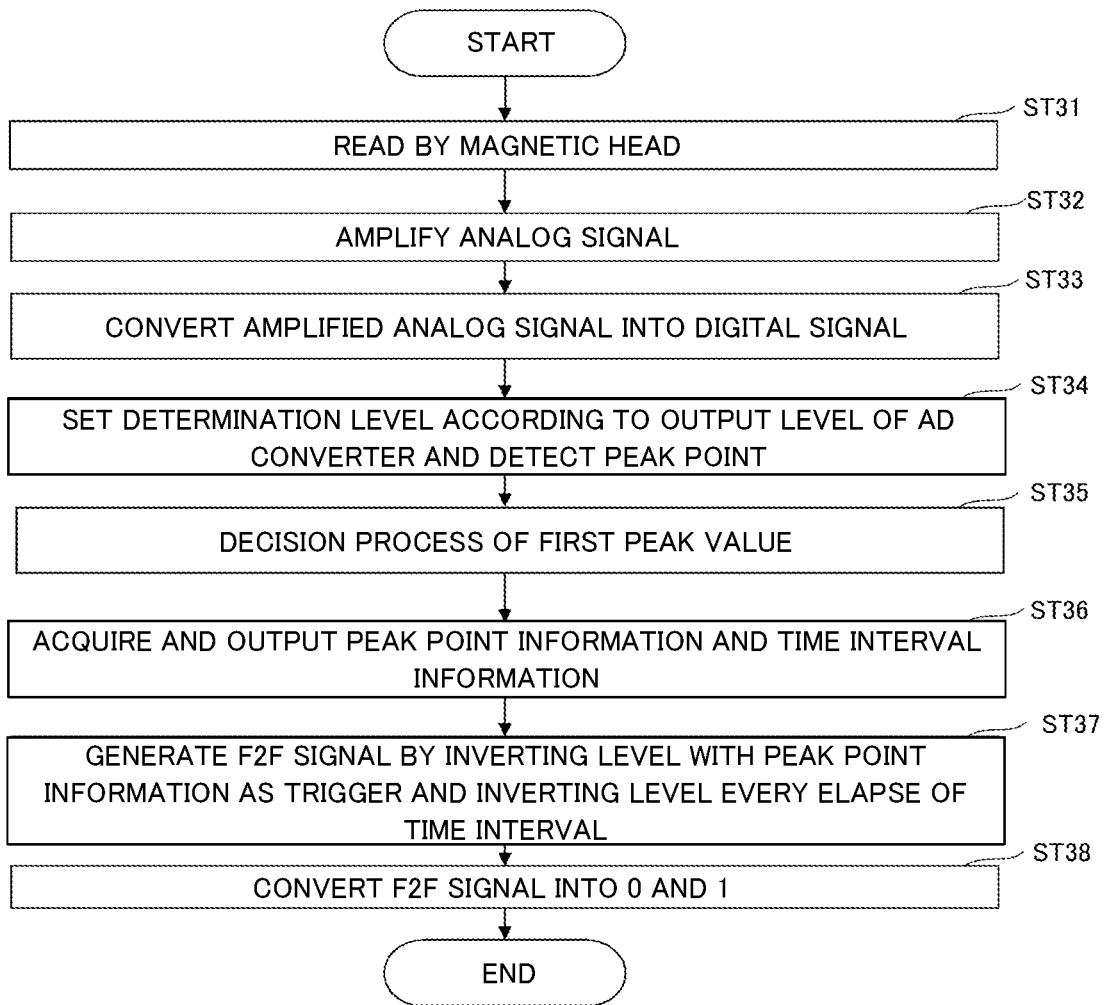 START
ST31
READ BY MAGNETIC HEAD
ST32
AMPLIFY ANALOG SIGNAL
ST33
CONVERT AMPLIFIED ANALOG SIGNAL INTO DIGITAL SIGNAL
ST34
SET DETERMINATION LEVEL ACCORDING TO OUTPUT LEVEL OF AD
CONVERTER AND DETECT PEAK POINT
ST35
DECISION PROCESS OF FIRST PEAK VALUE
ST36
ACQUIRE AND OUTPUT PEAK POINT INFORMATION AND TIME INTERVAL
INFORMATION
ST37
GENERATE F2F SIGNAL BY INVERTING LEVEL WITH PEAK POINT
INFORMATION AS TRIGGER AND INVERTING LEVEL EVERY ELAPSE OF
TIME INTERVAL
ST38
CONVERT F2F SIGNAL INTO 0 AND 1
END